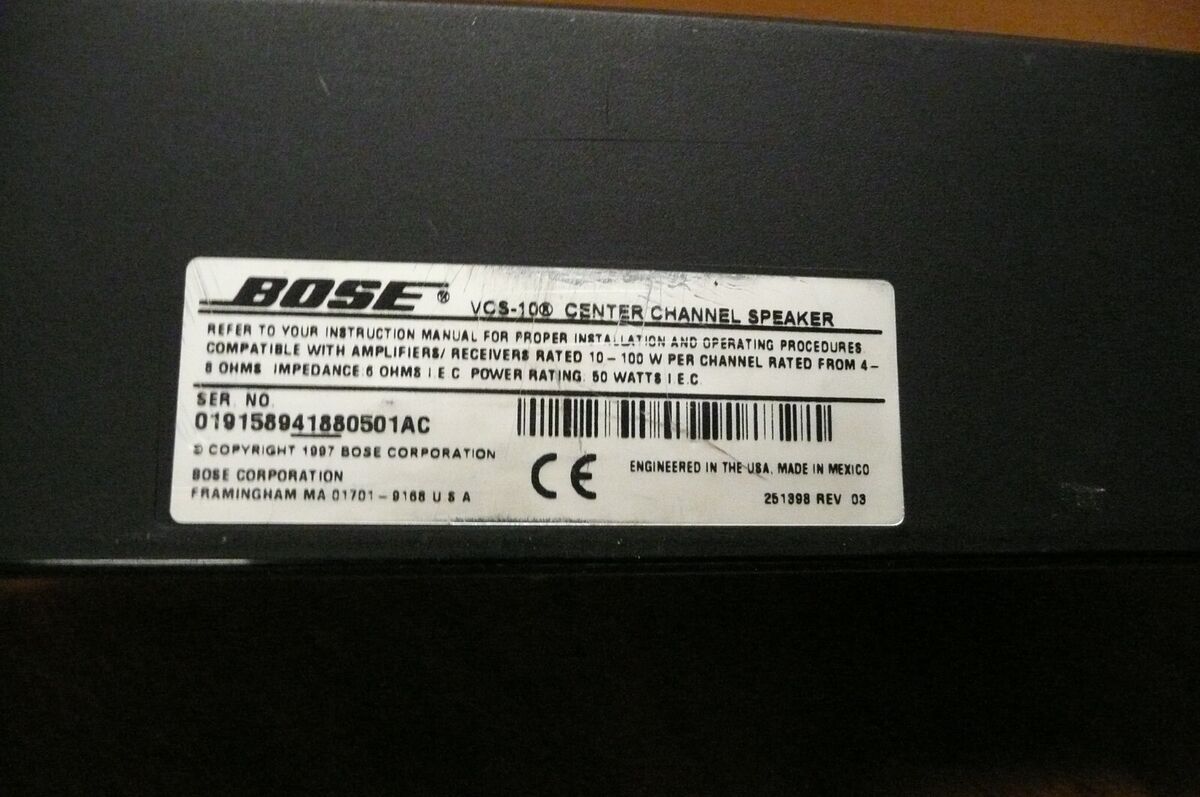 BOSE® VCS-10® CENTER CHANNEL SPEAKER
REFER TO YOUR INSTRUCTION MANUAL FOR PROPER INSTALLATION AND OPERATING PROCEDURES.
COMPATIBLE WITH AMPLIFIERS/ RECEIVERS RATED 10-100 W PER CHANNEL RATED FROM 4-
8 OHMS IMPEDANCE: 6 OHMS I.E.C. POWER RATING: 50 WATTS I.E.C.
SER. NO.
019158941880501AC
© COPYRIGHT 1997 BOSE CORPORATION
BOSE CORPORATION
FRAMINGHAM MA 01701-9168 U S A
CE
ENGINEERED IN THE USA, MADE IN MEXICO
251398 REV 03